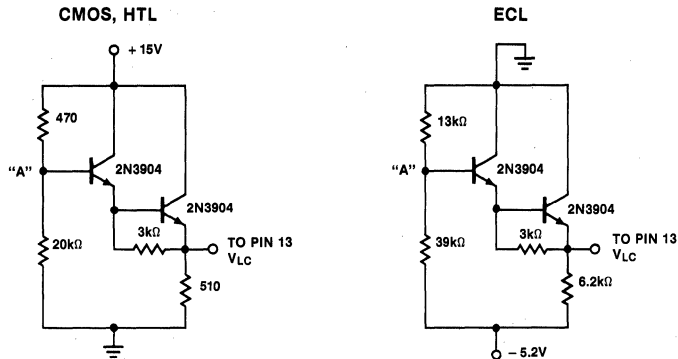 CMOS, HTL
+ 15V
470
"A"
2N3904
2N3904
3kΩ
20kΩ
TO PIN 13
VLC
510
ECL
13kΩ
"A"
2N3904
2N3904
3kΩ
39kΩ
TO PIN 13
VLC
6.2kΩ
– 5.2V